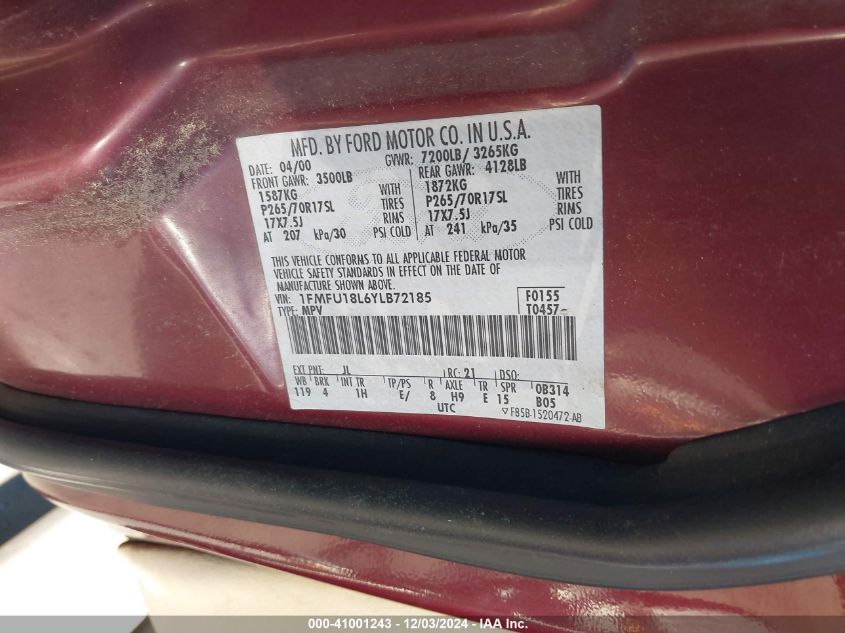 MFD. BY FORD MOTOR CO. IN U.S.A.
DATE: 04/00 GVWR: 7200LB/ 3265KG
FRONT GAWR: 3500LB REAR GAWR: 4128LB
1587KG WITH 1872KG WITH
P265/70R17SL TIRES P265/70R17SL TIRES
17X7.5J RIMS 17X7.5J RIMS
AT 207 kPa/30 PSI COLD AT 241 kPa/35 PSI COLD
THIS VEHICLE CONFORMS TO ALL APPLICABLE FEDERAL MOTOR
VEHICLE SAFETY STANDARDS IN EFFECT ON THE DATE OF
MANUFACTURE SHOWN ABOVE.
VIN: 1FMFU18L6YLB72185 F0155
TYPE: MPV T0457
EXT PNT: JL RC: 21 DSO:
WB BRK INT TR TP/PS R AXLE TR SPR 0B314
119 4 1H E/ 8 H9 E 15 B05
UTC F85B-1520472-AB
000-41001243 - 12/03/2024 - IAA Inc.